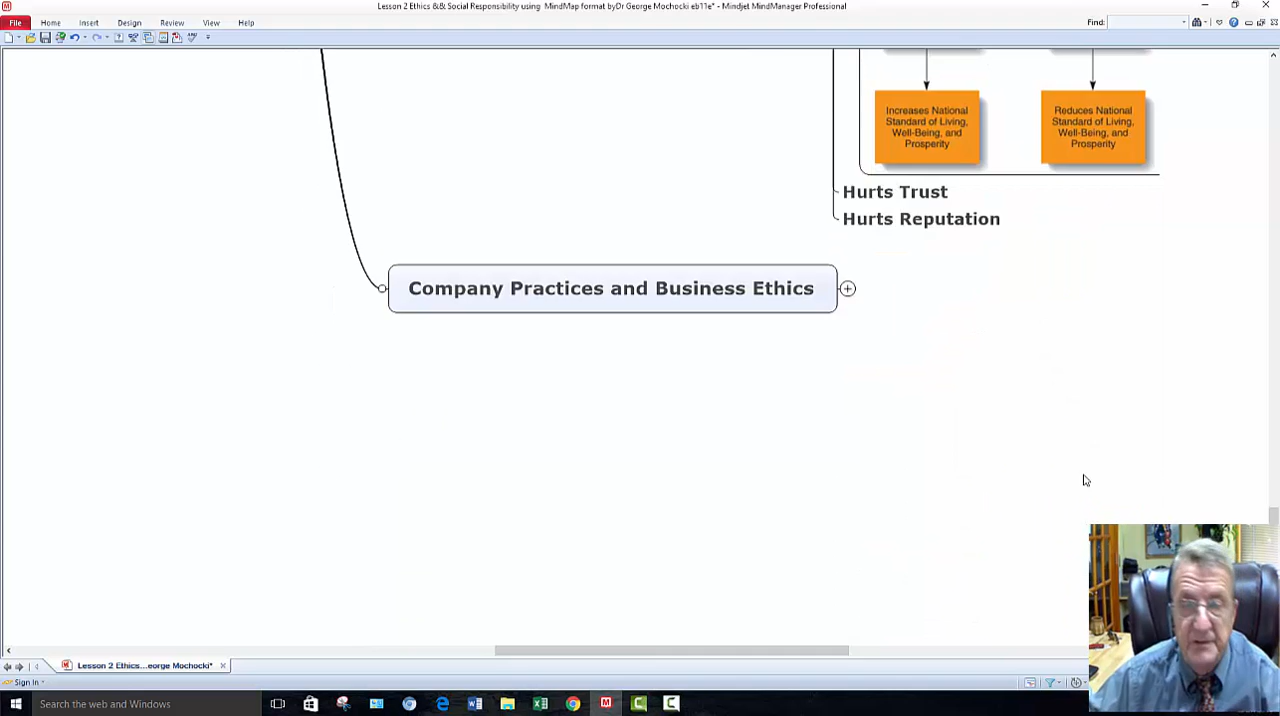 Lesson 2 Ethics && Social Responsibility using MindMap format byDr George Mochocki eb11e* - Mindjet MindManager Professional
File Home Insert Design Review View Help
Find:
Increases National
Standard of Living,
Well-Being, and
Prosperity
Reduces National
Standard of Living,
Well-Being, and
Prosperity
Hurts Trust
Hurts Reputation
Company Practices and Business Ethics
Lesson 2 Ethics...eorge Mochocki*
Sign In
Search the web and Windows